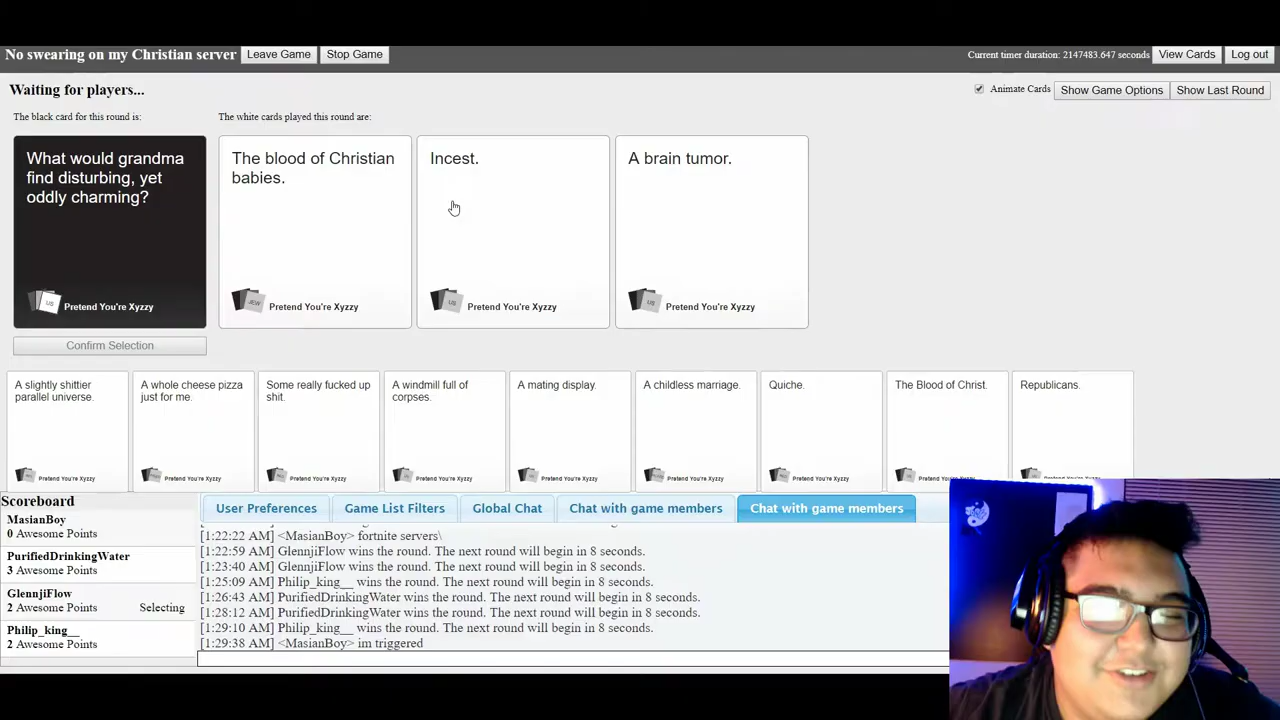 No swearing on my Christian server Leave Game Stop Game Current timer duration: 2147483.647 seconds View Cards Log out
Waiting for players... Animate Cards Show Game Options Show Last Round
The black card for this round is: The white cards played this round are:
What would grandma
find disturbing, yet
oddly charming?
US Pretend You're Xyzzy
The blood of Christian
babies.
JEW Pretend You're Xyzzy
Incest.
US Pretend You're Xyzzy
A brain tumor.
US Pretend You're Xyzzy
Confirm Selection
A slightly shittier
parallel universe.
Pretend You're Xyzzy
A whole cheese pizza
just for me.
Pretend You're Xyzzy
Some really fucked up
shit.
Pretend You're Xyzzy
A windmill full of
corpses.
Pretend You're Xyzzy
A mating display.
Pretend You're Xyzzy
A childless marriage.
Pretend You're Xyzzy
Quiche.
Pretend You're Xyzzy
The Blood of Christ.
Pretend You're Xyzzy
Republicans.
Pretend You're Xyzzy
Scoreboard
MasianBoy
0 Awesome Points
PurifiedDrinkingWater
3 Awesome Points
GlennjiFlow
2 Awesome Points Selecting
Philip_king__
2 Awesome Points
User Preferences Game List Filters Global Chat Chat with game members Chat with game members
[1:22:22 AM] <MasianBoy> fortnite servers\
[1:22:59 AM] GlennjiFlow wins the round. The next round will begin in 8 seconds.
[1:23:40 AM] GlennjiFlow wins the round. The next round will begin in 8 seconds.
[1:25:09 AM] Philip_king__ wins the round. The next round will begin in 8 seconds.
[1:26:43 AM] PurifiedDrinkingWater wins the round. The next round will begin in 8 seconds.
[1:28:12 AM] PurifiedDrinkingWater wins the round. The next round will begin in 8 seconds.
[1:29:10 AM] Philip_king__ wins the round. The next round will begin in 8 seconds.
[1:29:38 AM] <MasianBoy> im triggered